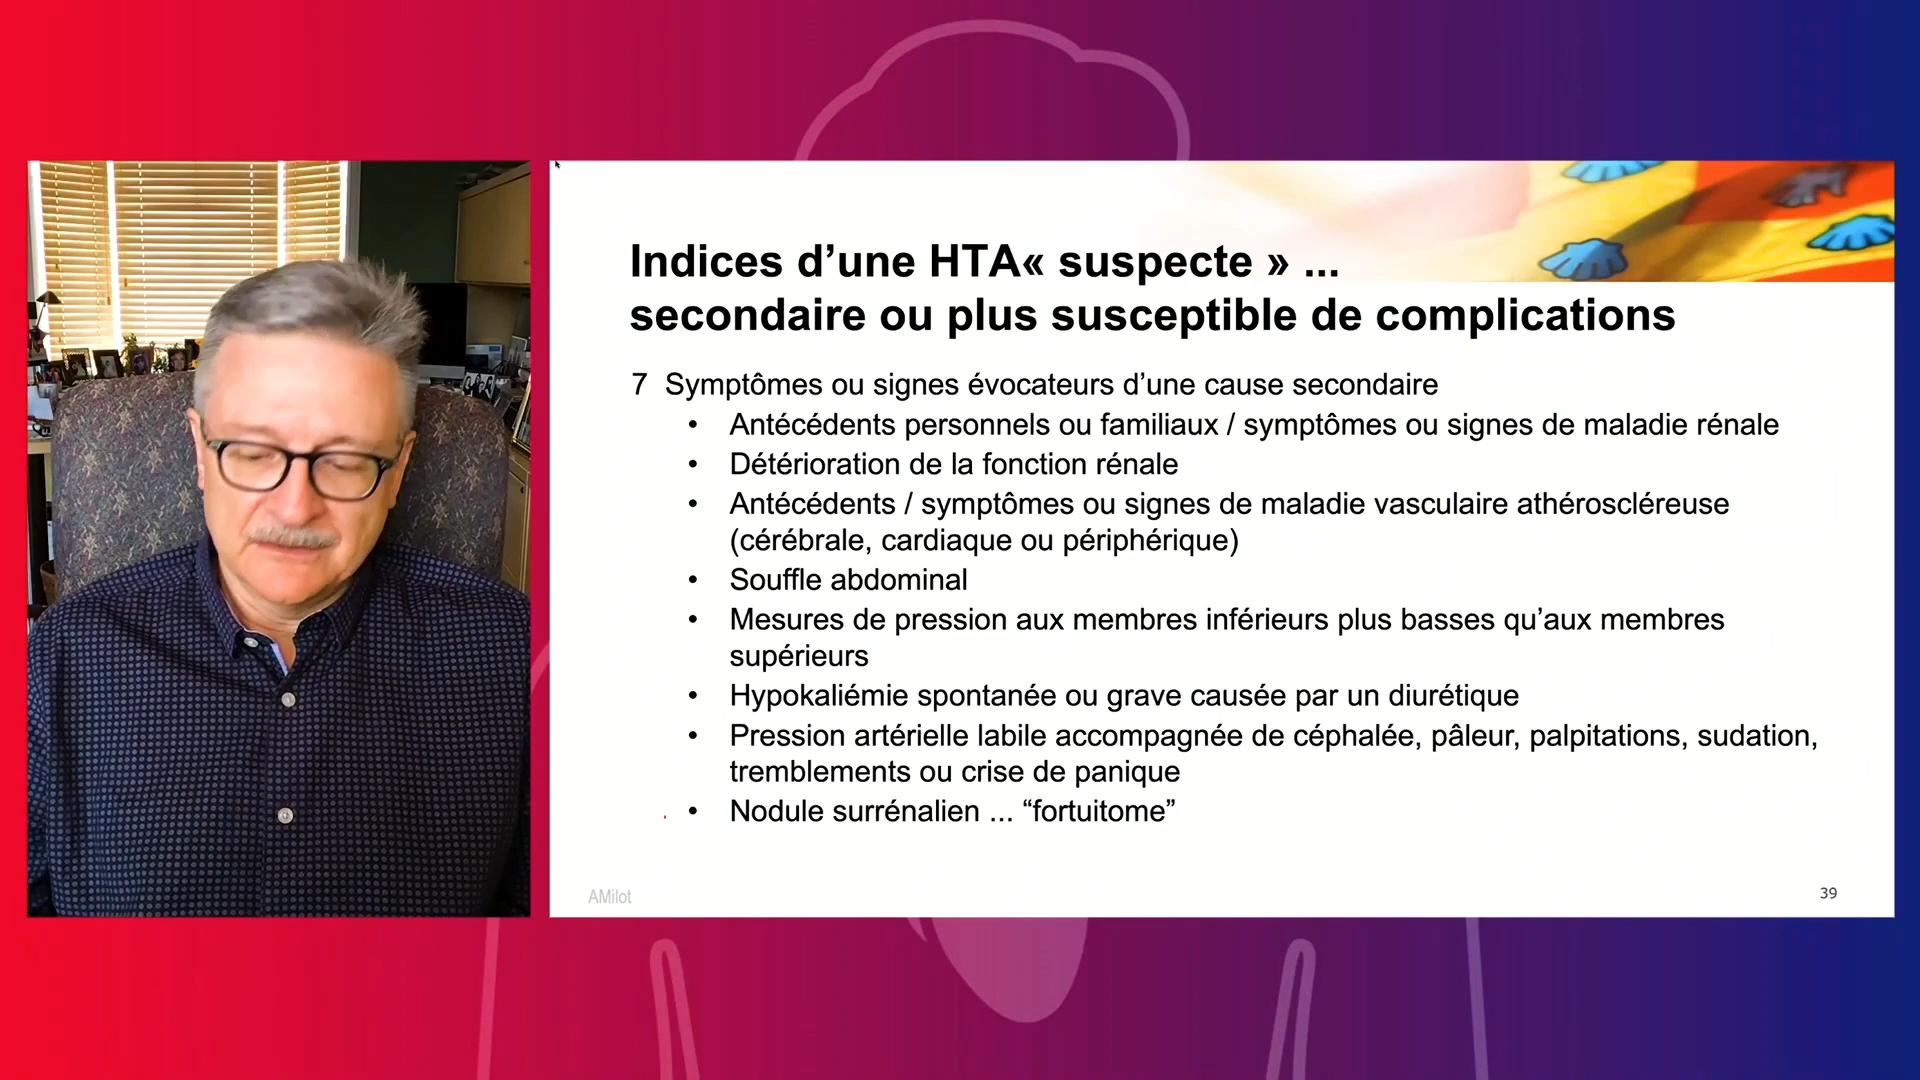 Indices d’une HTA« suspecte » ...
secondaire ou plus susceptible de complications
7 Symptômes ou signes évocateurs d’une cause secondaire
• Antécédents personnels ou familiaux / symptômes ou signes de maladie rénale
• Détérioration de la fonction rénale
• Antécédents / symptômes ou signes de maladie vasculaire athéroscléreuse
(cérébrale, cardiaque ou périphérique)
• Souffle abdominal
• Mesures de pression aux membres inférieurs plus basses qu’aux membres
supérieurs
• Hypokaliémie spontanée ou grave causée par un diurétique
• Pression artérielle labile accompagnée de céphalée, pâleur, palpitations, sudation,
tremblements ou crise de panique
• Nodule surrénalien ... “fortuitome”
AMilot
39